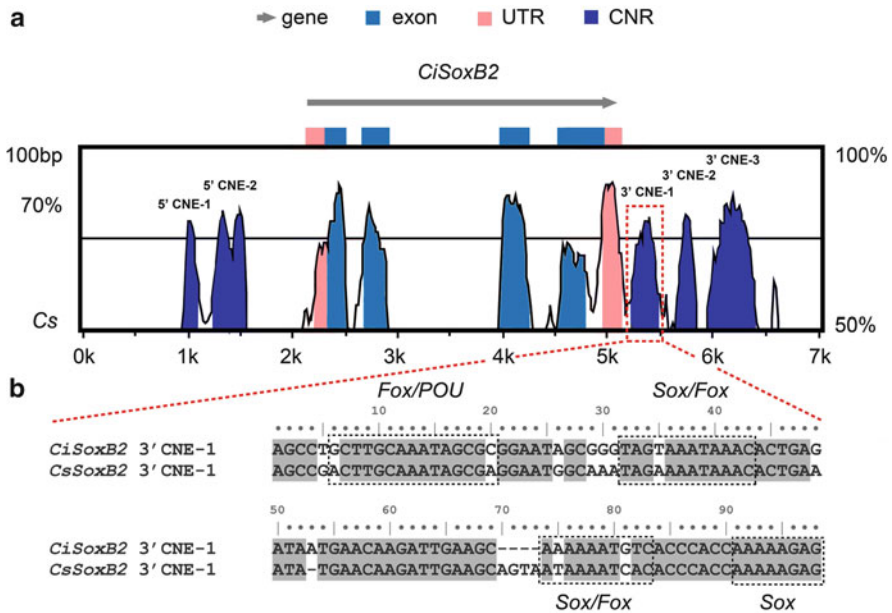 a
gene exon UTR CNR
CiSoxB2
100bp 100%
70%
5' CNE-1 5' CNE-2 3' CNE-1 3' CNE-2 3' CNE-3
Cs 50%
0k 1k 2k 3k 4k 5k 6k 7k
b
Fox/POU Sox/Fox
10 20 30 40
CiSoxB2 3'CNE-1 AGCCTGCTTGCAAATAGCGCGGAATAGCGGGTAGTAAATAAACACTGAG
CsSoxB2 3'CNE-1 AGCCGACTTGCAAATAGCGAGGAATGGCAAATAGAAAATAAACACTGAA
50 60 70 80 90
CiSoxB2 3'CNE-1 ATAATGAACAAGATTGAAGC----AAAAAATGTCACCCACCAAAAAGAG
CsSoxB2 3'CNE-1 ATA-TGAACAAGATTGAAGCAGTAATAAAATCACACCCACCAAAAAGAG
Sox/Fox Sox